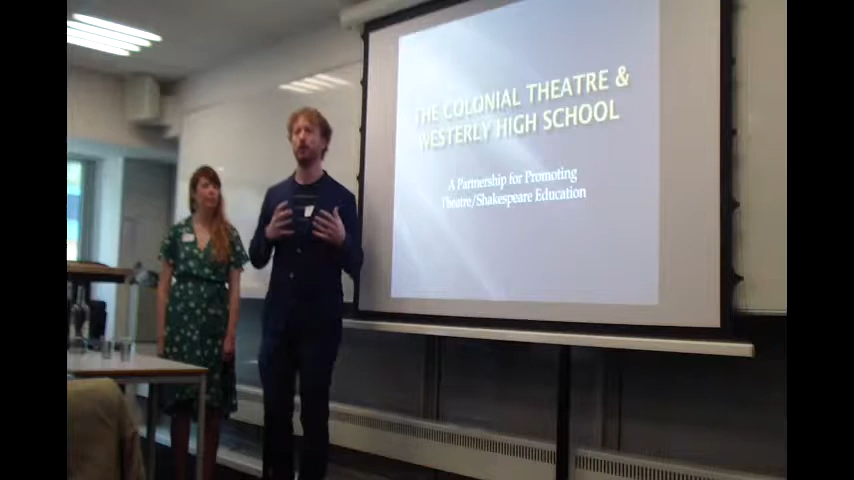 THE COLONIAL THEATRE &
WESTERLY HIGH SCHOOL
A Partnership for Promoting
Theatre/Shakespeare Education